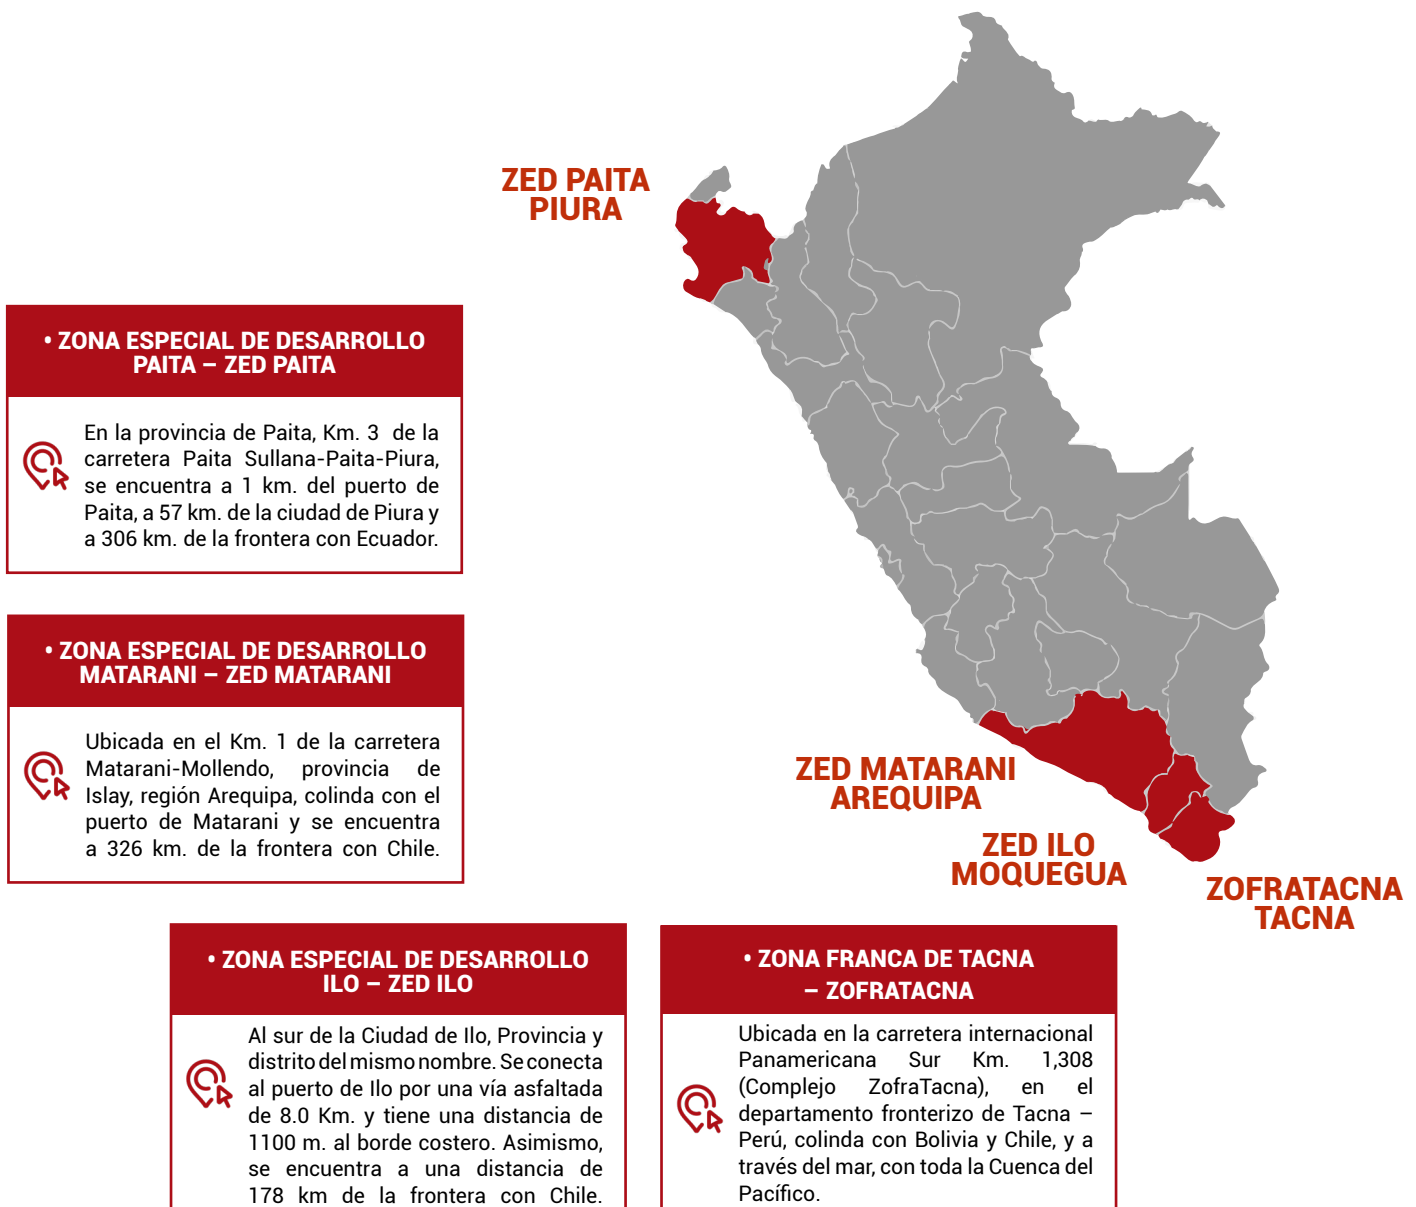 ZED PAITA
PIURA
• ZONA ESPECIAL DE DESARROLLO
PAITA – ZED PAITA
En la provincia de Paita, Km. 3 de la
carretera Paita Sullana-Paita-Piura,
se encuentra a 1 km. del puerto de
Paita, a 57 km. de la ciudad de Piura y
a 306 km. de la frontera con Ecuador.
• ZONA ESPECIAL DE DESARROLLO
MATARANI – ZED MATARANI
Ubicada en el Km. 1 de la carretera
Matarani-Mollendo, provincia de
Islay, región Arequipa, colinda con el
puerto de Matarani y se encuentra
a 326 km. de la frontera con Chile.
ZED MATARANI
AREQUIPA
ZED ILO
MOQUEGUA
ZOFRATACNA
TACNA
• ZONA ESPECIAL DE DESARROLLO
ILO – ZED ILO
Al sur de la Ciudad de Ilo, Provincia y
distrito del mismo nombre. Se conecta
al puerto de Ilo por una vía asfaltada
de 8.0 Km. y tiene una distancia de
1100 m. al borde costero. Asimismo,
se encuentra a una distancia de
178 km de la frontera con Chile.
• ZONA FRANCA DE TACNA
– ZOFRATACNA
Ubicada en la carretera internacional
Panamericana Sur Km. 1,308
(Complejo ZofraTacna), en el
departamento fronterizo de Tacna –
Perú, colinda con Bolivia y Chile, y a
través del mar, con toda la Cuenca del
Pacífico.